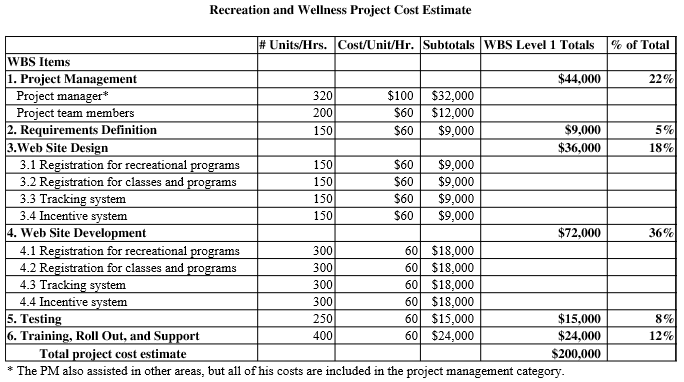 Recreation and Wellness Project Cost Estimate
# Units/Hrs. Cost/Unit/Hr. Subtotals WBS Level 1 Totals % of Total
WBS Items
1. Project Management $44,000 22%
Project manager* 320 $100 $32,000
Project team members 200 $60 $12,000
2. Requirements Definition 150 $60 $9,000 $9,000 5%
3.Web Site Design $36,000 18%
3.1 Registration for recreational programs 150 $60 $9,000
3.2 Registration for classes and programs 150 $60 $9,000
3.3 Tracking system 150 $60 $9,000
3.4 Incentive system 150 $60 $9,000
4. Web Site Development $72,000 36%
4.1 Registration for recreational programs 300 60 $18,000
4.2 Registration for classes and programs 300 60 $18,000
4.3 Tracking system 300 60 $18,000
4.4 Incentive system 300 60 $18,000
5. Testing 250 60 $15,000 $15,000 8%
6. Training, Roll Out, and Support 400 60 $24,000 $24,000 12%
Total project cost estimate $200,000
* The PM also assisted in other areas, but all of his costs are included in the project management category.